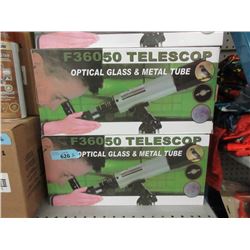 F36050 TELESCOP
OPTICAL GLASS & METAL TUBE
F36050 TELESCOP
OPTICAL GLASS & METAL TUBE